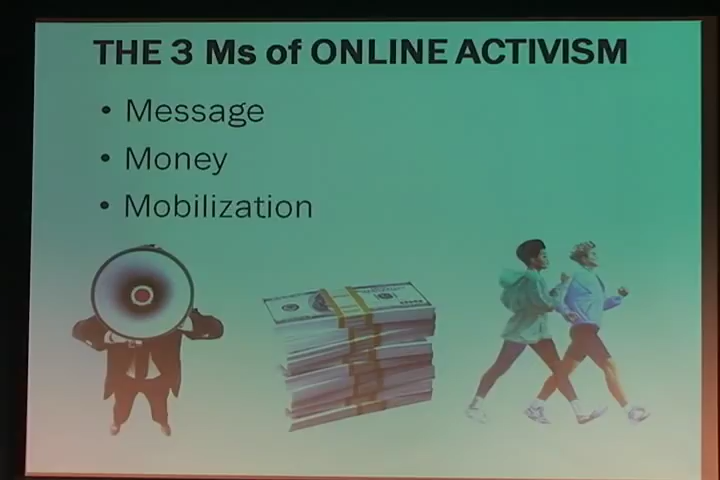 THE 3 Ms of ONLINE ACTIVISM
• Message
• Money
• Mobilization